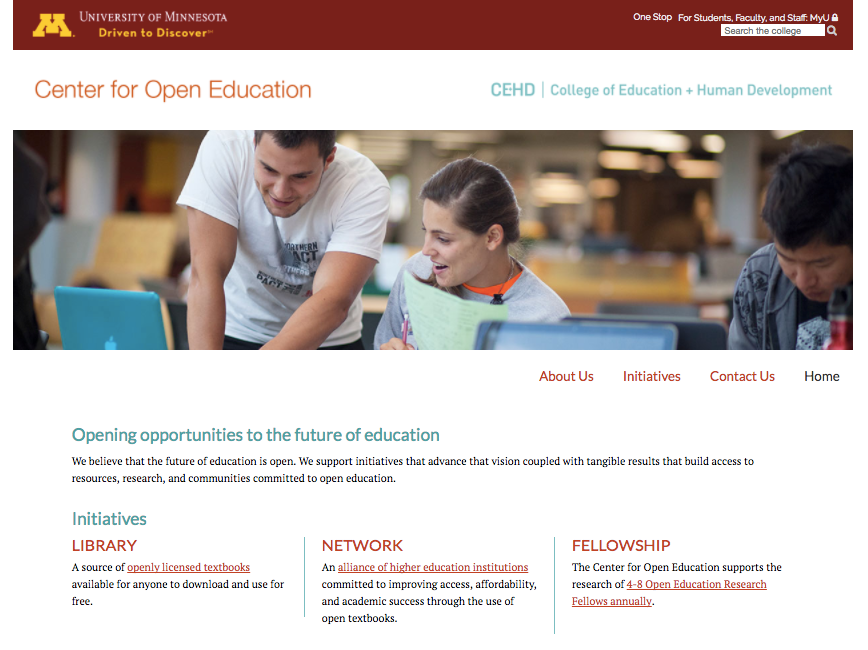 UNIVERSITY OF MINNESOTA
Driven to Discover
One Stop For Students, Faculty, and Staff: MyU
Search the college
Center for Open Education
CEHD | College of Education + Human Development
NORTHERN
ACT
About Us Initiatives Contact Us Home
Opening opportunities to the future of education
We believe that the future of education is open. We support initiatives that advance that vision coupled with tangible results that build access to
resources, research, and communities committed to open education.
Initiatives
LIBRARY
A source of openly licensed textbooks
available for anyone to download and use for
free.
NETWORK
An alliance of higher education institutions
committed to improving access, affordability,
and academic success through the use of
open textbooks.
FELLOWSHIP
The Center for Open Education supports the
research of 4-8 Open Education Research
Fellows annually.